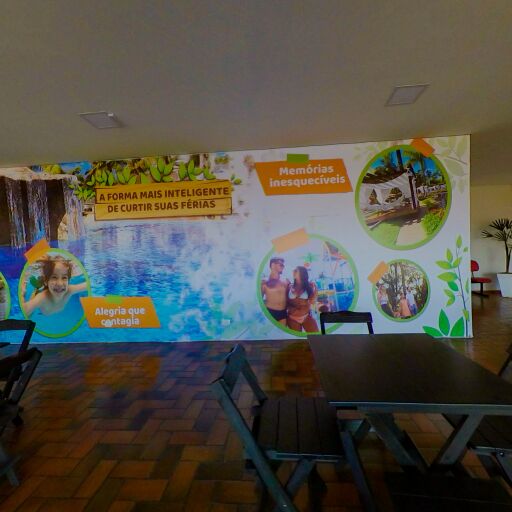 A FORMA MAIS INTELIGENTE
DE CURTIR SUAS FÉRIAS
Memórias
inesquecíveis
Alegria que
contagia